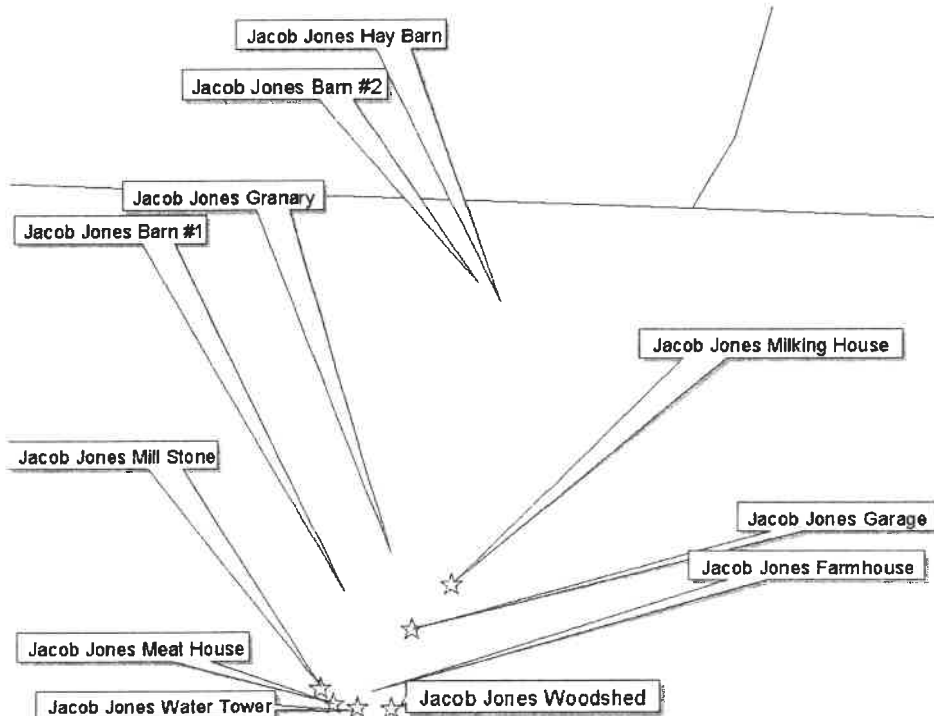 Jacob Jones Hay Barn
Jacob Jones Barn #2
Jacob Jones Granary
Jacob Jones Barn #1
Jacob Jones Milking House
Jacob Jones Mill Stone
Jacob Jones Garage
Jacob Jones Farmhouse
Jacob Jones Meat House
Jacob Jones Woodshed
Jacob Jones Water Tower